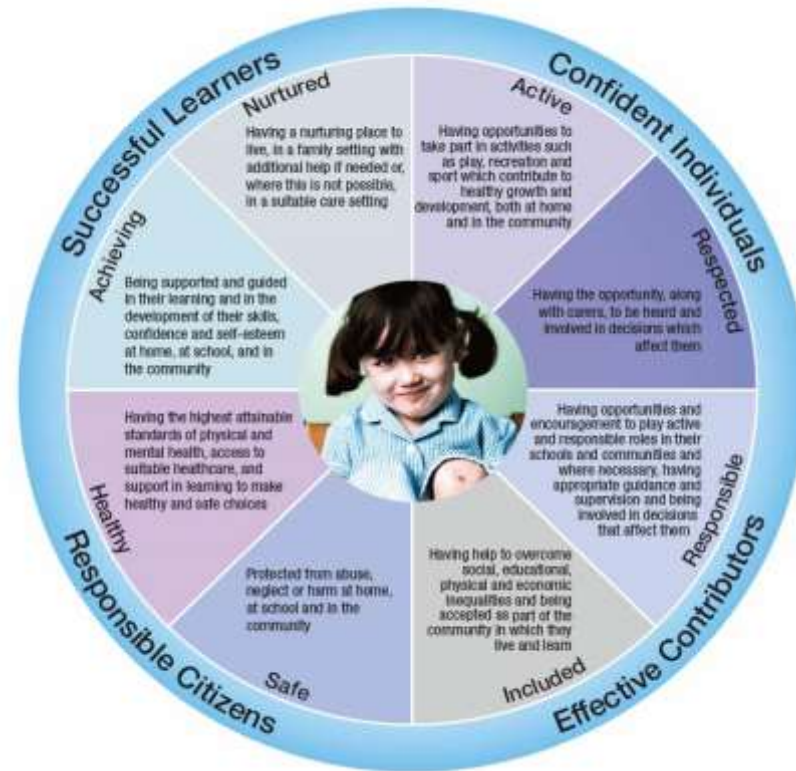 Successful Learners
Confident Individuals
Nurtured
Having a nurturing place to
live, in a family setting with
additional help if needed or,
where this is not possible,
in a suitable care setting
Active
Having opportunities to
take part in activities such
as play, recreation and
sport which contribute to
healthy growth and
development, both at home
and in the community
Achieving
Being supported and guided
in their learning and in the
development of their skills,
confidence and self-esteem
at home, at school, and in
the community
Respected
Having the opportunity, along
with carers, to be heard and
involved in decisions which
affect them
Healthy
Having the highest attainable
standards of physical and
mental health, access to
suitable healthcare, and
support in learning to make
healthy and safe choices
Responsible
Having opportunities and
encouragement to play active
and responsible roles in their
schools and communities and
where necessary, having
appropriate guidance and
supervision and being
involved in decisions
that affect them
Safe
Protected from abuse,
neglect or harm at home,
at school and in the
community
Included
Having help to overcome
social, educational,
physical and economic
inequalities and being
accepted as part of the
community in which they
live and learn
Responsible Citizens
Effective Contributors